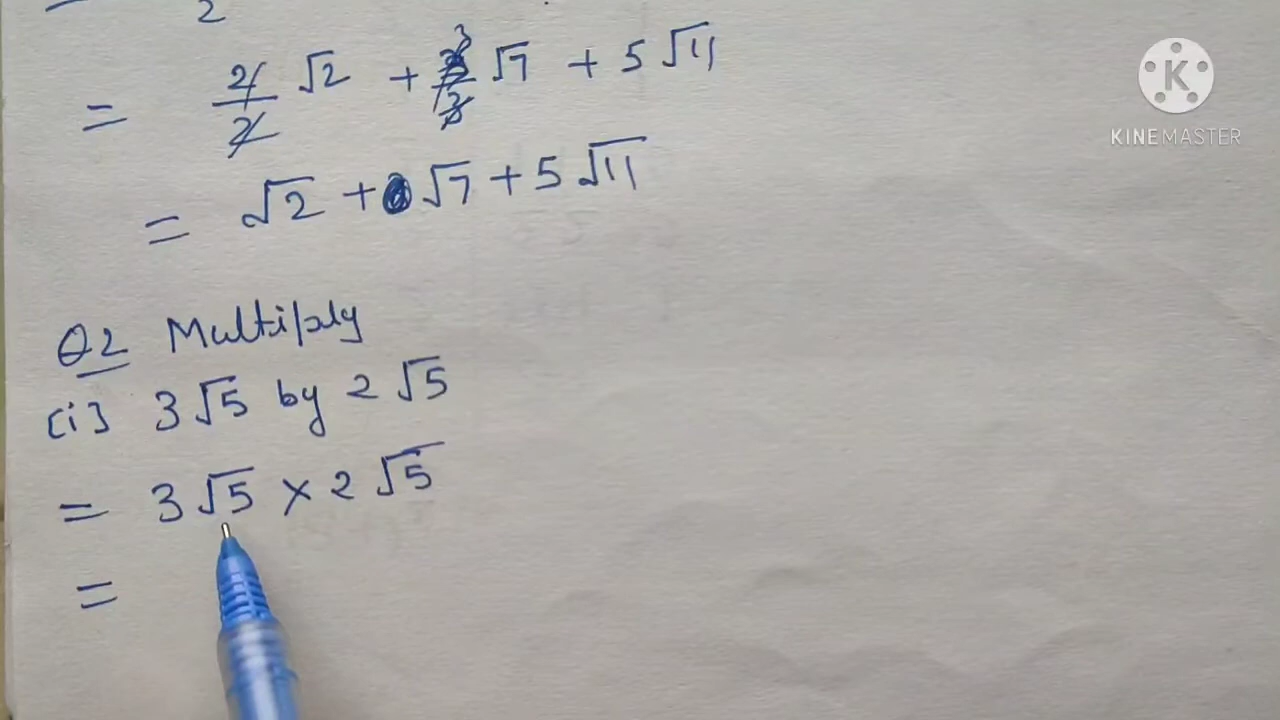 2
= 2/2 √2 + 3/3 √7 + 5√11
= √2 + √7 + 5√11
Q2 Multiply
(i) 3√5 by 2√5
= 3√5 × 2√5
=
K
KINEMASTER